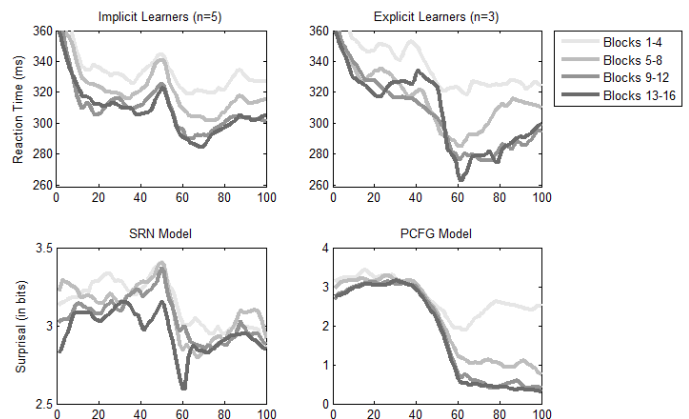 Implicit Learners (n=5)
Explicit Learners (n=3)
Reaction Time (ms)
360
340
320
300
280
260
0 20 40 60 80 100
360
340
320
300
280
260
0 20 40 60 80 100
Blocks 1-4
Blocks 5-8
Blocks 9-12
Blocks 13-16
SRN Model
PCFG Model
Surprisal (in bits)
3.5
3
2.5
0 20 40 60 80 100
4
3
2
1
0
0 20 40 60 80 100